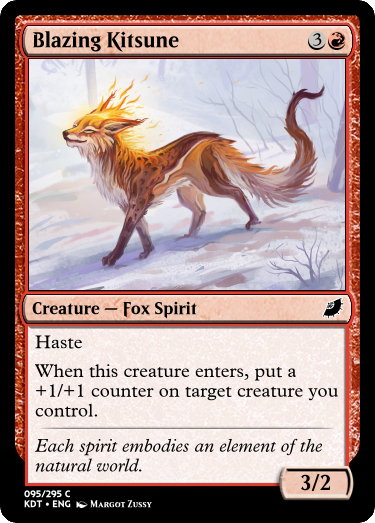 Blazing Kitsune 3
Creature — Fox Spirit
Haste
When this creature enters, put a
+1/+1 counter on target creature you
control.
Each spirit embodies an element of the
natural world.
3/2
095/295 C
KDT • ENG Margot Zussy